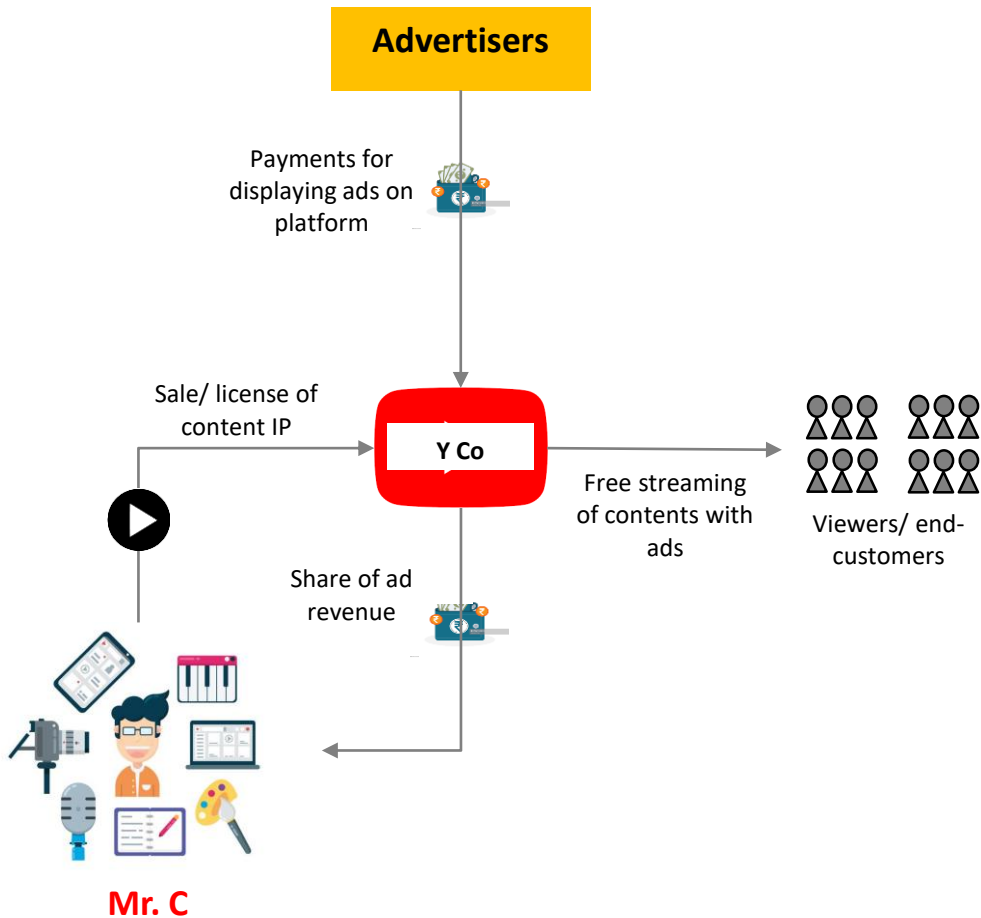 Advertisers
Payments for
displaying ads on
platform
Sale/ license of
content IP
Y Co
Free streaming
of contents with
ads
Viewers/ end-
customers
Share of ad
revenue
Mr. C